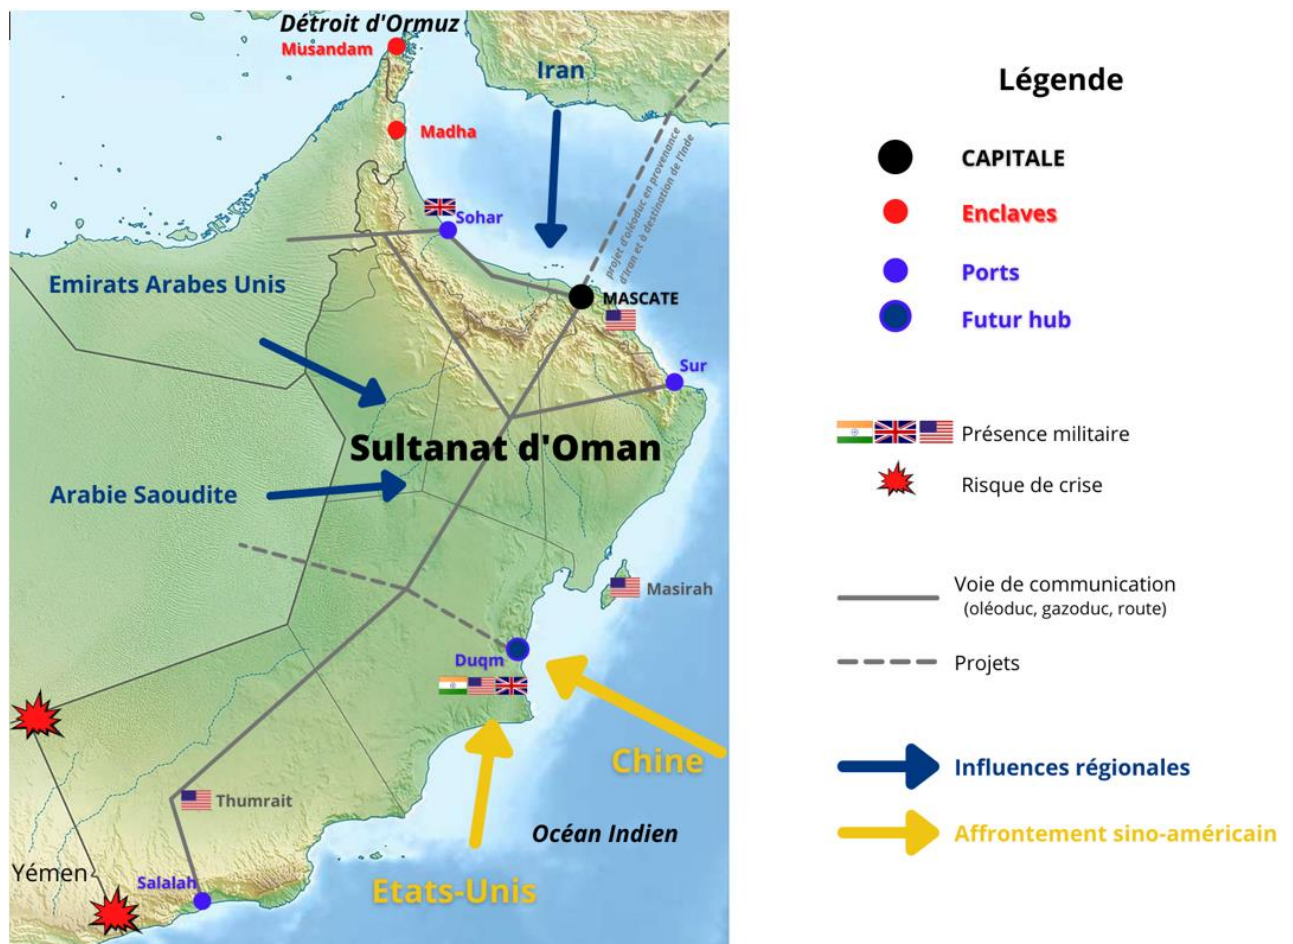 Détroit d'Ormuz
Musandam
Iran
Madha
projet d'oléoduc en provenance
d'Iran et à destination de l'Inde
Sohar
Emirats Arabes Unis
MASCATE
Sur
Sultanat d'Oman
Arabie Saoudite
Masirah
Duqm
Chine
Thumrait
Océan Indien
Yémen
Salalah
Etats-Unis
Légende
CAPITALE
Enclaves
Ports
Futur hub
Présence militaire
Risque de crise
Voie de communication
(oléoduc, gazoduc, route)
Projets
Influences régionales
Affrontement sino-américain